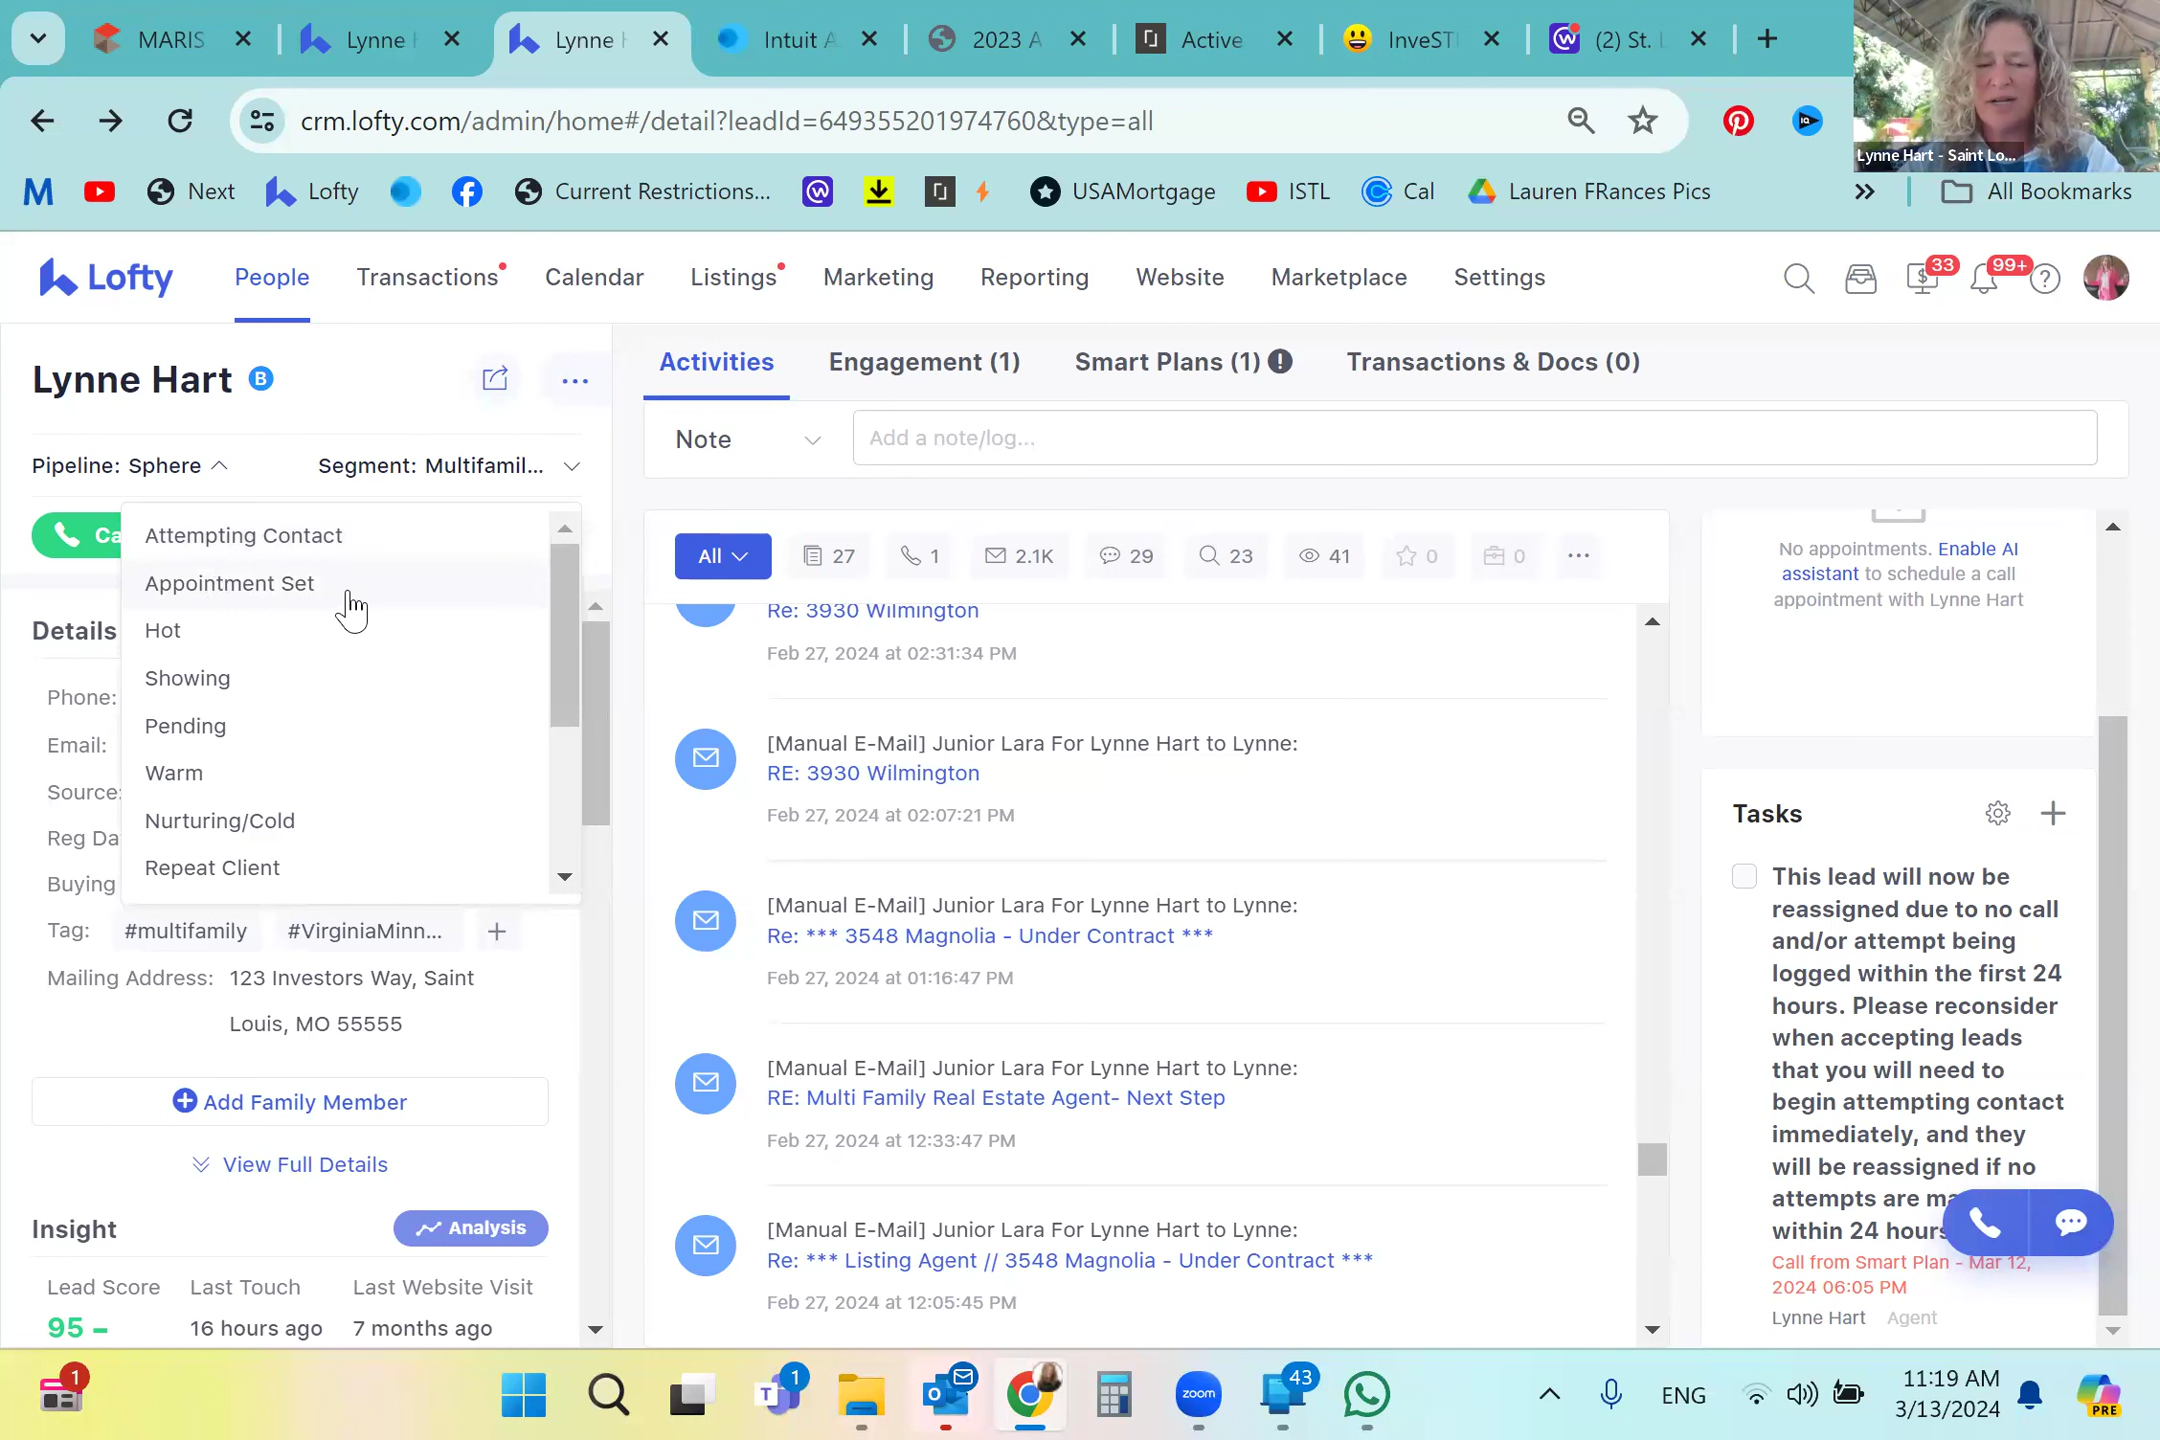 MARIS
Lynne
Lynne
Intuit A
2023 A
Active
InveSTL
(2) St. L
crm.lofty.com/admin/home#/detail?leadId=649355201974760&type=all
Lynne Hart - Saint Lo...
Next
Lofty
Current Restrictions...
USAMortgage
ISTL
Cal
Lauren FRances Pics
All Bookmarks
Lofty
People
Transactions
Calendar
Listings
Marketing
Reporting
Website
Marketplace
Settings
33
99+
Lynne Hart B
Activities
Engagement (1)
Smart Plans (1)
Transactions & Docs (0)
Note
Add a note/log...
Pipeline: Sphere
Segment: Multifamil...
Ca
Attempting Contact
Appointment Set
Hot
Showing
Pending
Warm
Nurturing/Cold
Repeat Client
Details
Phone:
Email:
Source:
Reg Da
Buying
Tag: #multifamily #VirginiaMinn... +
Mailing Address: 123 Investors Way, Saint
Louis, MO 55555
Add Family Member
View Full Details
Insight
Analysis
Lead Score
Last Touch
Last Website Visit
95 –
16 hours ago
7 months ago
All
27
1
2.1K
29
23
41
0
0
Re: 3930 Wilmington
Feb 27, 2024 at 02:31:34 PM
[Manual E-Mail] Junior Lara For Lynne Hart to Lynne:
RE: 3930 Wilmington
Feb 27, 2024 at 02:07:21 PM
[Manual E-Mail] Junior Lara For Lynne Hart to Lynne:
Re: *** 3548 Magnolia - Under Contract ***
Feb 27, 2024 at 01:16:47 PM
[Manual E-Mail] Junior Lara For Lynne Hart to Lynne:
RE: Multi Family Real Estate Agent- Next Step
Feb 27, 2024 at 12:33:47 PM
[Manual E-Mail] Junior Lara For Lynne Hart to Lynne:
Re: *** Listing Agent // 3548 Magnolia - Under Contract ***
Feb 27, 2024 at 12:05:45 PM
No appointments. Enable AI
assistant to schedule a call
appointment with Lynne Hart
Tasks
This lead will now be
reassigned due to no call
and/or attempt being
logged within the first 24
hours. Please reconsider
when accepting leads
that you will need to
begin attempting contact
immediately, and they
will be reassigned if no
attempts are ma
within 24 hours
Call from Smart Plan - Mar 12,
2024 06:05 PM
Lynne Hart Agent
1
1
zoom
43
ENG
11:19 AM
3/13/2024
PRE